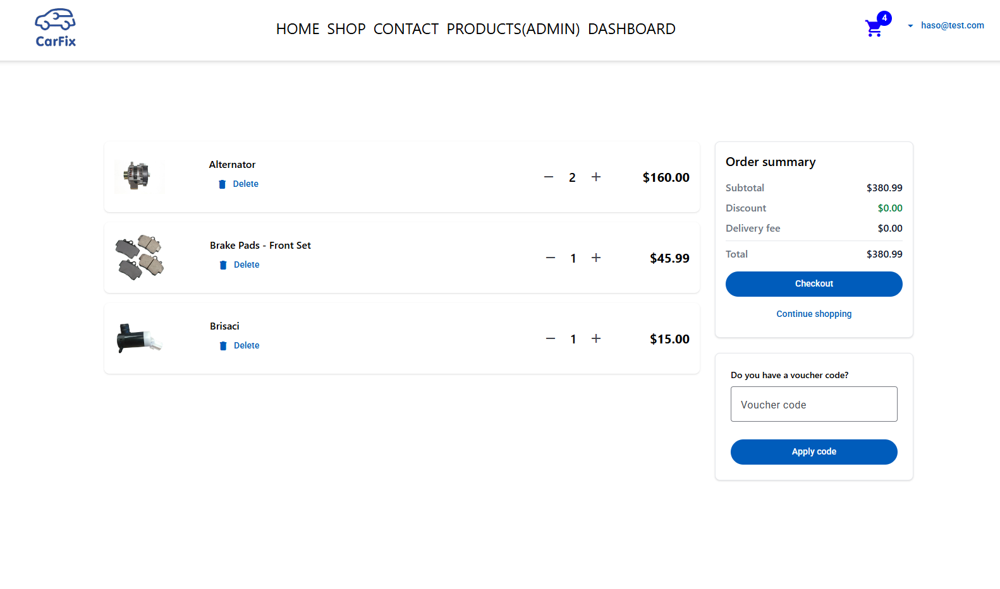 CarFix
HOME SHOP CONTACT PRODUCTS(ADMIN) DASHBOARD
4
haso@test.com
Alternator
Delete
2
$160.00
Brake Pads - Front Set
Delete
1
$45.99
Brisaci
Delete
1
$15.00
Order summary
Subtotal $380.99
Discount $0.00
Delivery fee $0.00
Total $380.99
Checkout
Continue shopping
Do you have a voucher code?
Voucher code
Apply code